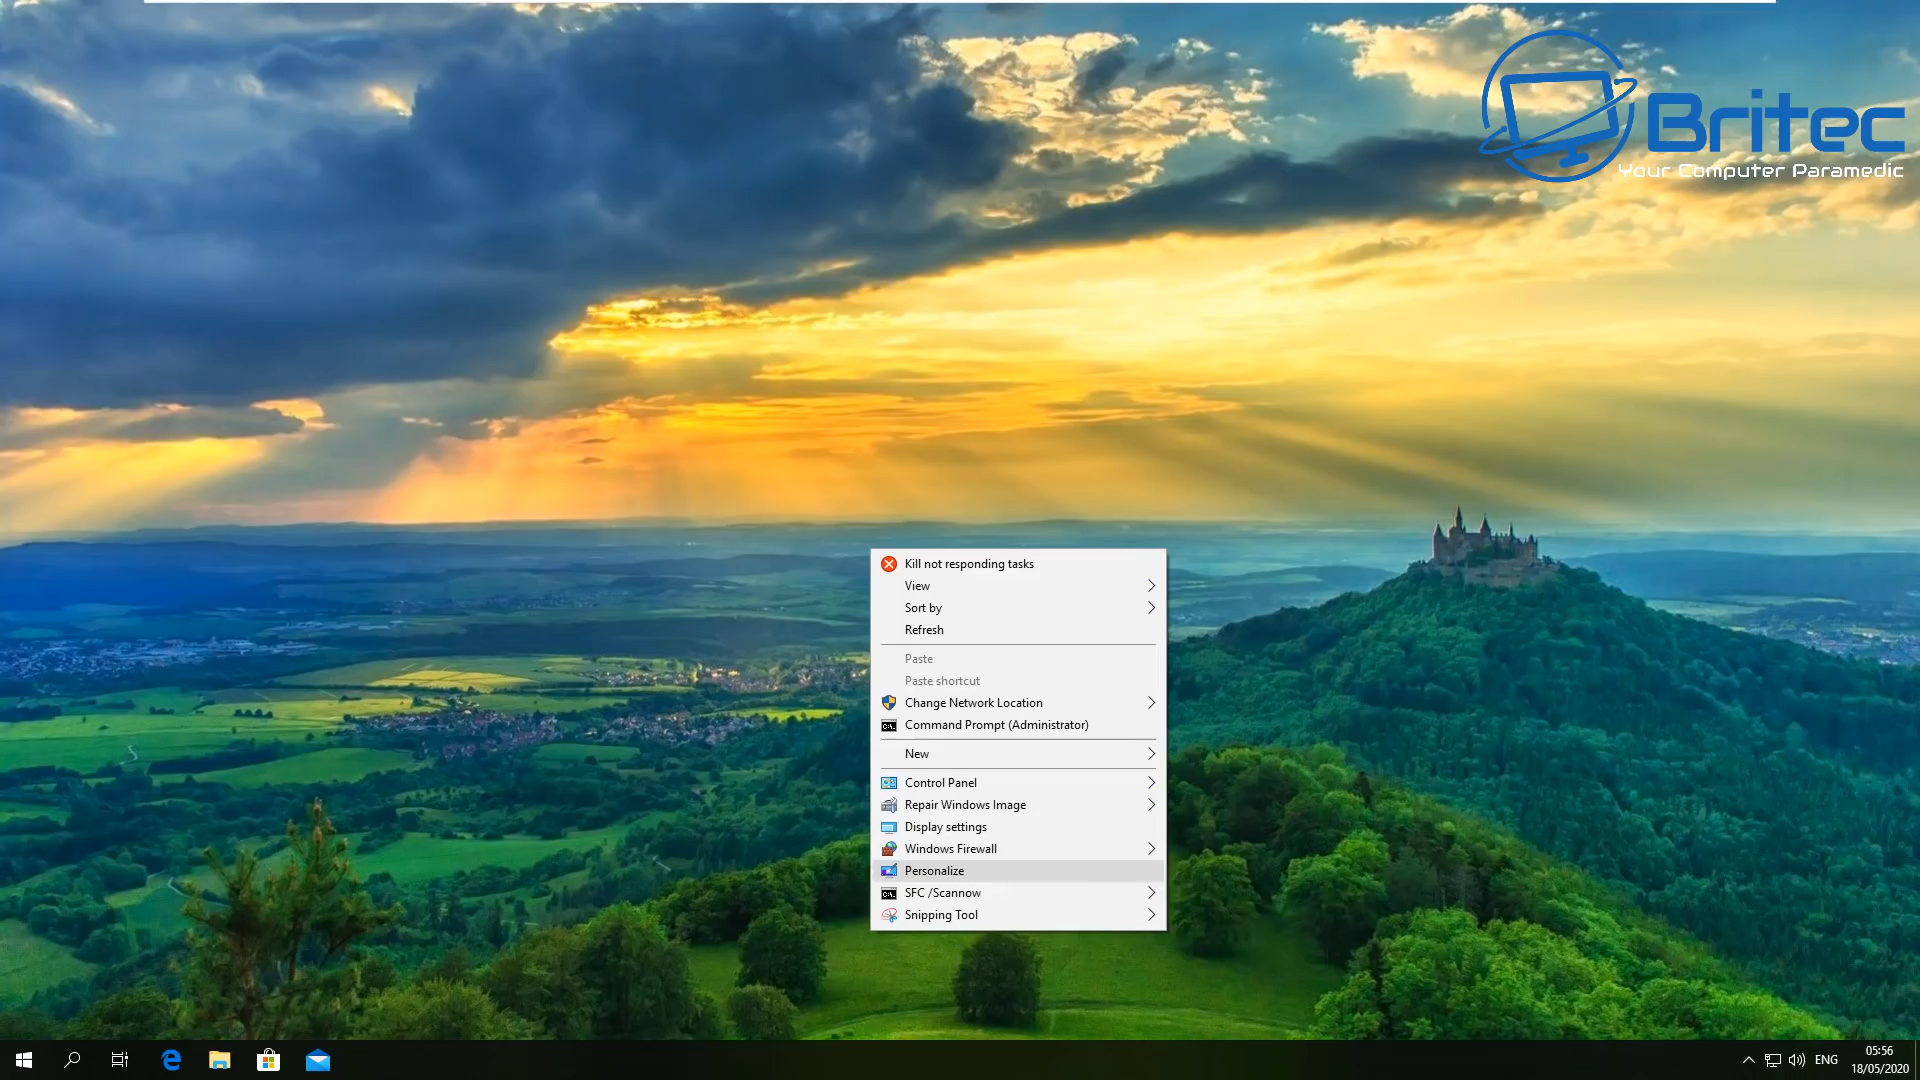 Britec
Your Computer Paramedic
Kill not responding tasks
View
Sort by
Refresh
Paste
Paste shortcut
Change Network Location
Command Prompt (Administrator)
New
Control Panel
Repair Windows Image
Display settings
Windows Firewall
Personalize
SFC /Scannow
Snipping Tool
ENG
05:56
18/05/2020